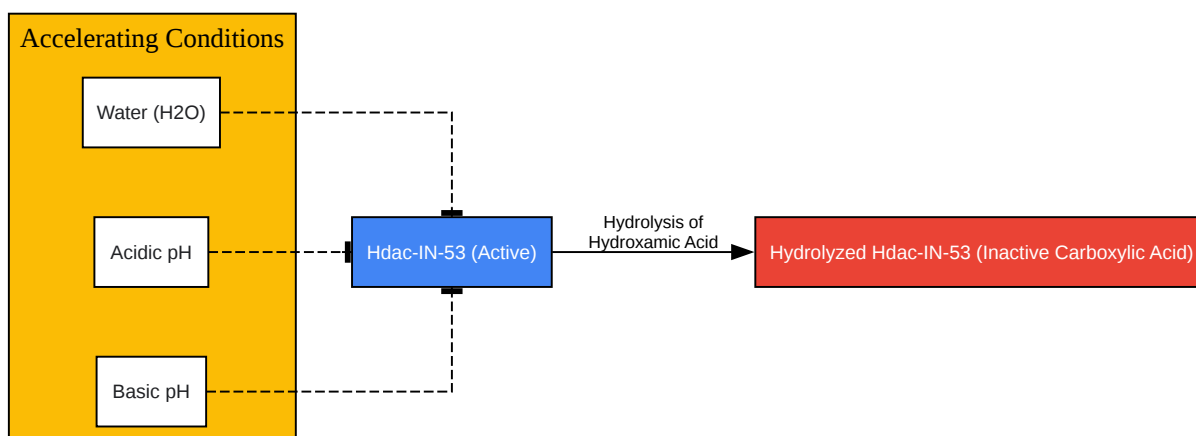 Accelerating Conditions
Water (H2O)
Acidic pH
Basic pH
Hdac-IN-53 (Active)
Hydrolysis of
Hydroxamic Acid
Hydrolyzed Hdac-IN-53 (Inactive Carboxylic Acid)